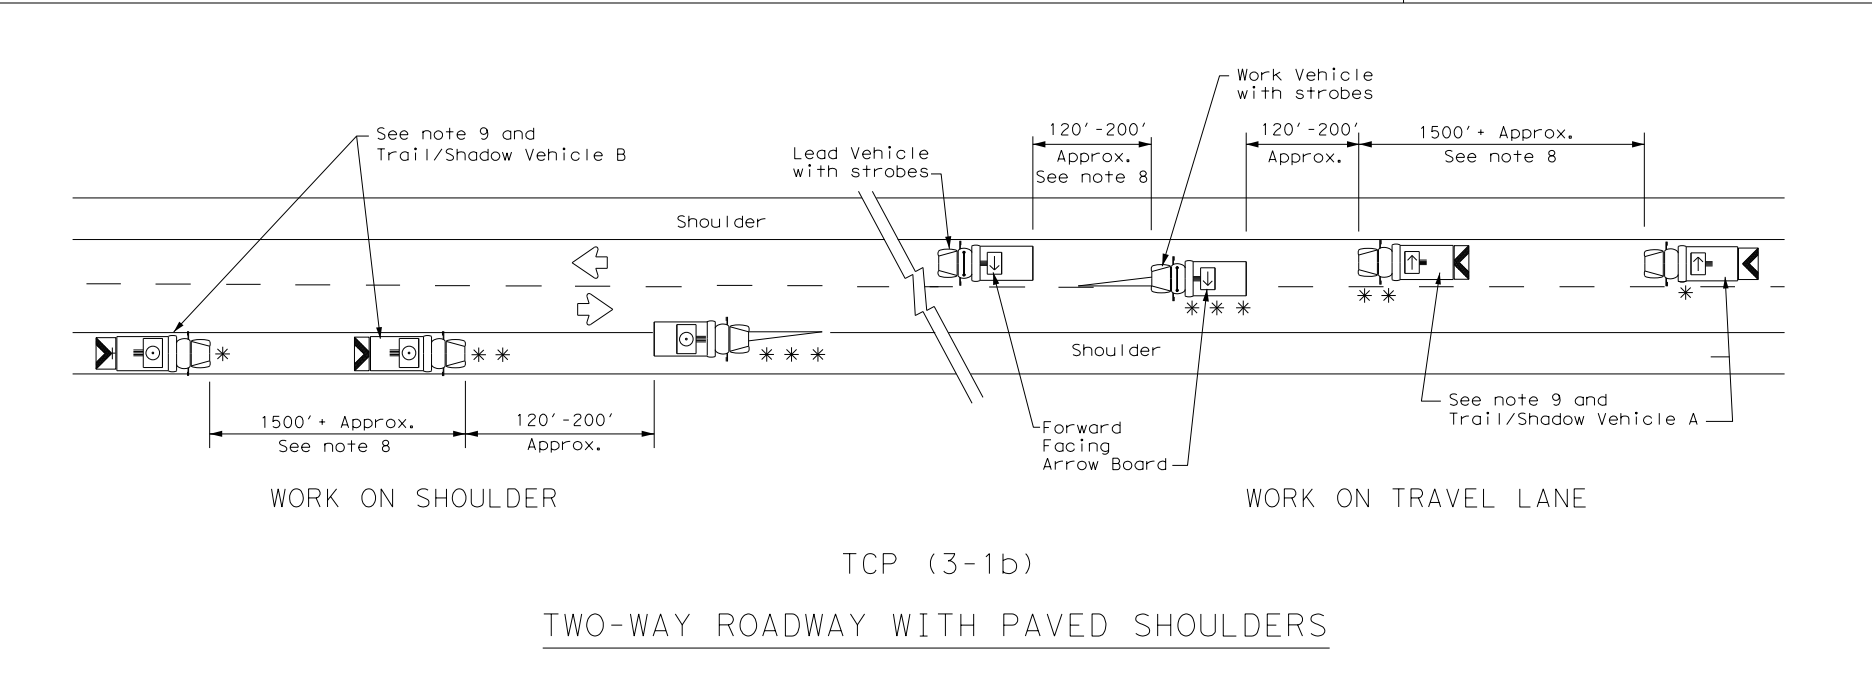 Work Vehicle
with strobes
See note 9 and
Trail/Shadow Vehicle B
120'-200'
Approx.
See note 8
120'-200'
Approx.
1500'+ Approx.
See note 8
Lead Vehicle
with strobes
Shoulder
Shoulder
1500'+ Approx.
See note 8
120'-200'
Approx.
Forward
Facing
Arrow Board
See note 9 and
Trail/Shadow Vehicle A
WORK ON SHOULDER
WORK ON TRAVEL LANE
TCP (3-1b)
TWO-WAY ROADWAY WITH PAVED SHOULDERS